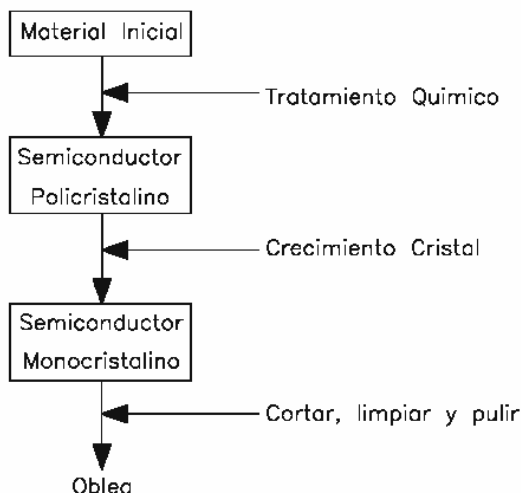 Material Inicial
Tratamiento Quimico
Semiconductor
Policristalino
Crecimiento Cristal
Semiconductor
Monocristalino
Cortar, limpiar y pulir
Oblea